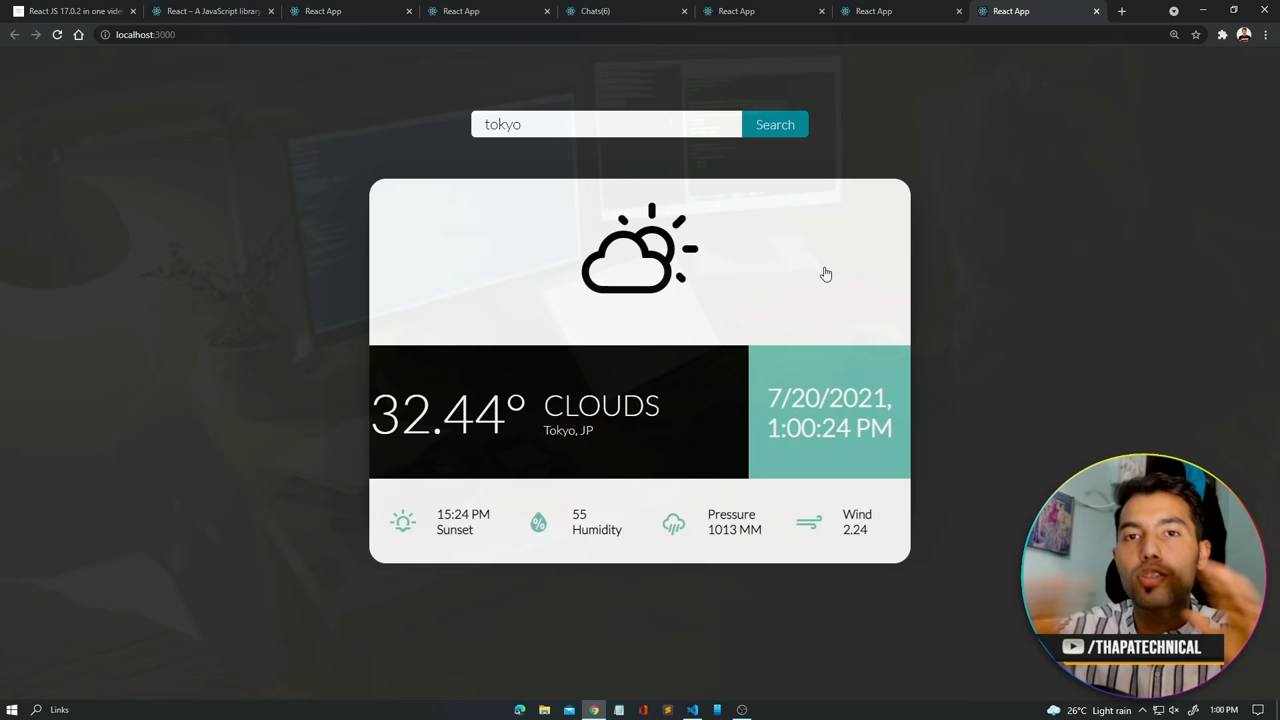 React JS 17.0.2 in one vide
React – A JavaScript library
React App
React App
Chats(6)
React App
React App
React App
localhost:3000
tokyo
Search
32.44°
CLOUDS
Tokyo, JP
7/20/2021,
1:00:24 PM
15:24 PM
Sunset
55
Humidity
Pressure
1013 MM
Wind
2.24
/THAPATECHNICAL
Links
26°C Light rain
1:00 PM